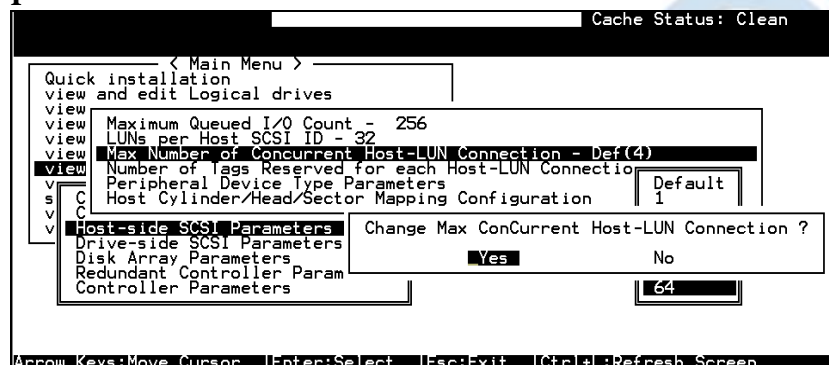 Cache Status: Clean
< Main Menu >
Quick installation
view and edit Logical drives
view
view Maximum Queued I/O Count - 256
view LUNs per Host SCSI ID - 32
view Max Number of Concurrent Host-LUN Connection - Def(4)
view Number of Tags Reserved for each Host-LUN Connectio
v Peripheral Device Type Parameters Default
s C Host Cylinder/Head/Sector Mapping Configuration 1
v C
v Host-side SCSI Parameters Change Max ConCurrent Host-LUN Connection ?
Drive-side SCSI Parameters
Disk Array Parameters Yes No
Redundant Controller Param
Controller Parameters 64
Arrow Keys:Move Cursor |Enter:Select |Esc:Exit |Ctrl+L:Refresh Screen